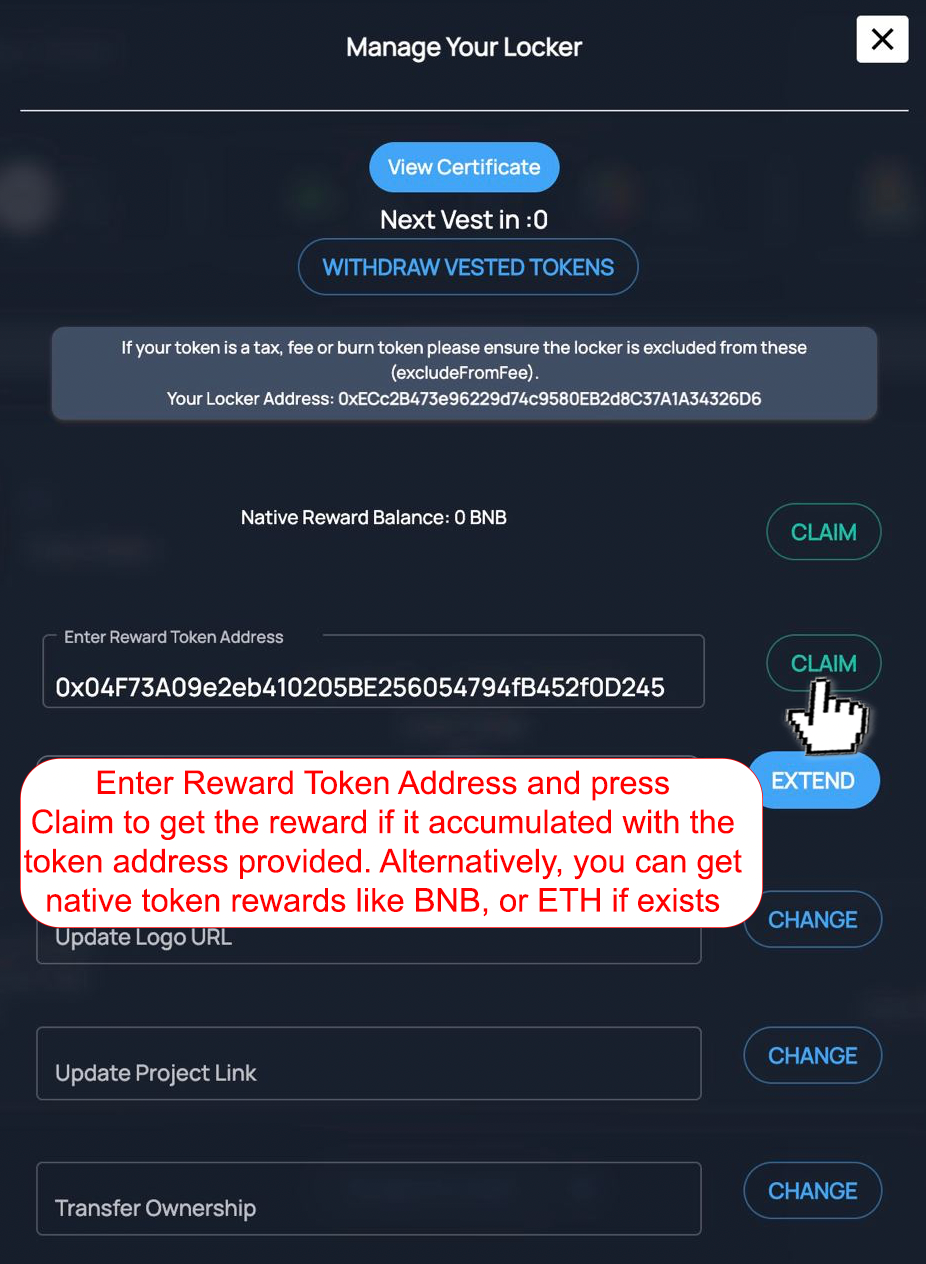 Manage Your Locker
View Certificate
Next Vest in :0
WITHDRAW VESTED TOKENS
If your token is a tax, fee or burn token please ensure the locker is excluded from these
(excludeFromFee).
Your Locker Address: 0xECc2B473e96229d74c9580EB2d8C37A1A34326D6
Native Reward Balance: 0 BNB
CLAIM
Enter Reward Token Address
0x04F73A09e2eb410205BE256054794fB452f0D245
CLAIM
EXTEND
Enter Reward Token Address and press
Claim to get the reward if it accumulated with the
token address provided. Alternatively, you can get
native token rewards like BNB, or ETH if exists
Update Logo URL
CHANGE
Update Project Link
CHANGE
Transfer Ownership
CHANGE